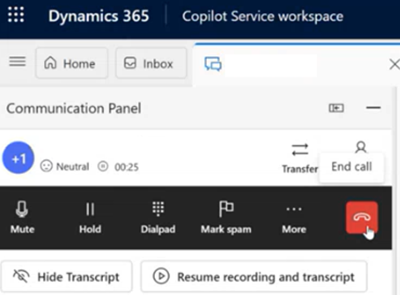 Dynamics 365 Copilot Service workspace
Home Inbox
Communication Panel
+1 Neutral 00:25 Transfer End call
Mute Hold Dialpad Mark spam More
Hide Transcript Resume recording and transcript